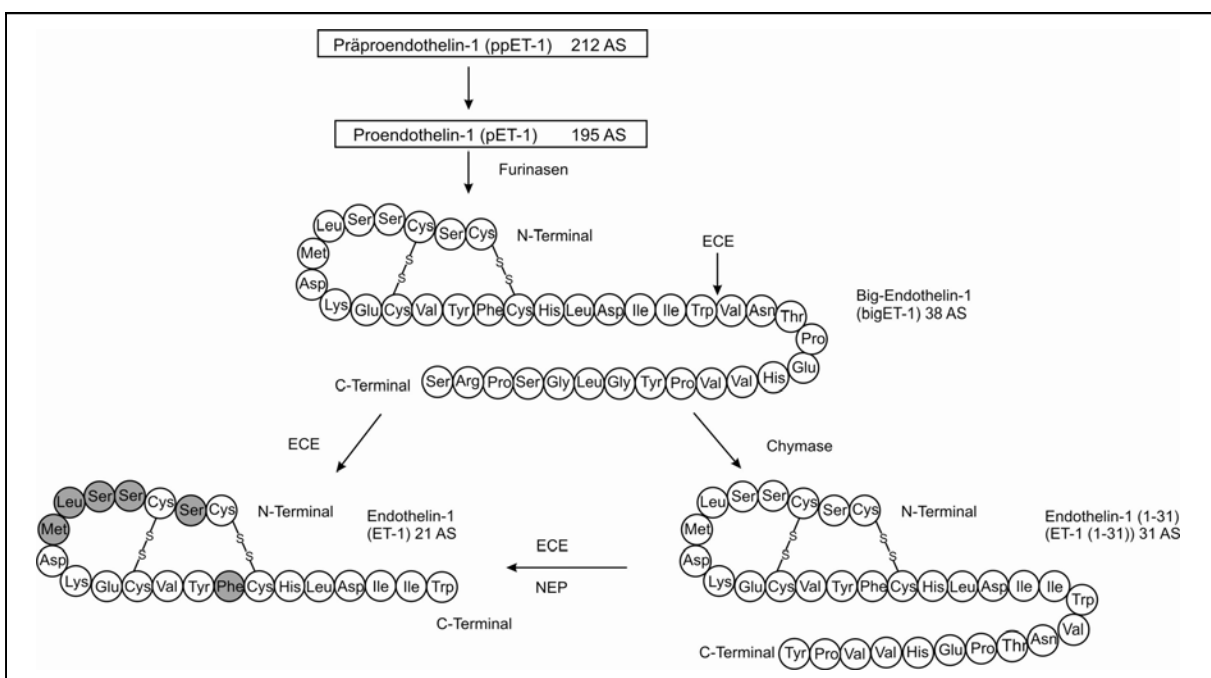 Präproendothelin-1 (ppET-1) 212 AS
Proendothelin-1 (pET-1) 195 AS
Furinasen
Leu Ser Ser Cys Ser Cys
N-Terminal
ECE
Met
Asp
S
S
S
S
Lys Glu Cys Val Tyr Phe Cys His Leu Asp Ile Ile Trp Val Asn Thr
Pro
Glu
Big-Endothelin-1
(bigET-1) 38 AS
C-Terminal
Ser Arg Pro Ser Gly Leu Gly Tyr Pro Val Val His
ECE
Chymase
Leu Ser Ser Cys Ser Cys
N-Terminal
Met
Asp
S
S
S
S
Lys Glu Cys Val Tyr Phe Cys His Leu Asp Ile Ile Trp
C-Terminal
Endothelin-1
(ET-1) 21 AS
ECE
NEP
Leu Ser Ser Cys Ser Cys
N-Terminal
Met
Asp
S
S
S
S
Lys Glu Cys Val Tyr Phe Cys His Leu Asp Ile Ile Trp
Val
Endothelin-1 (1-31)
(ET-1 (1-31)) 31 AS
C-Terminal
Tyr Pro Val Val His Glu Pro Thr Asn